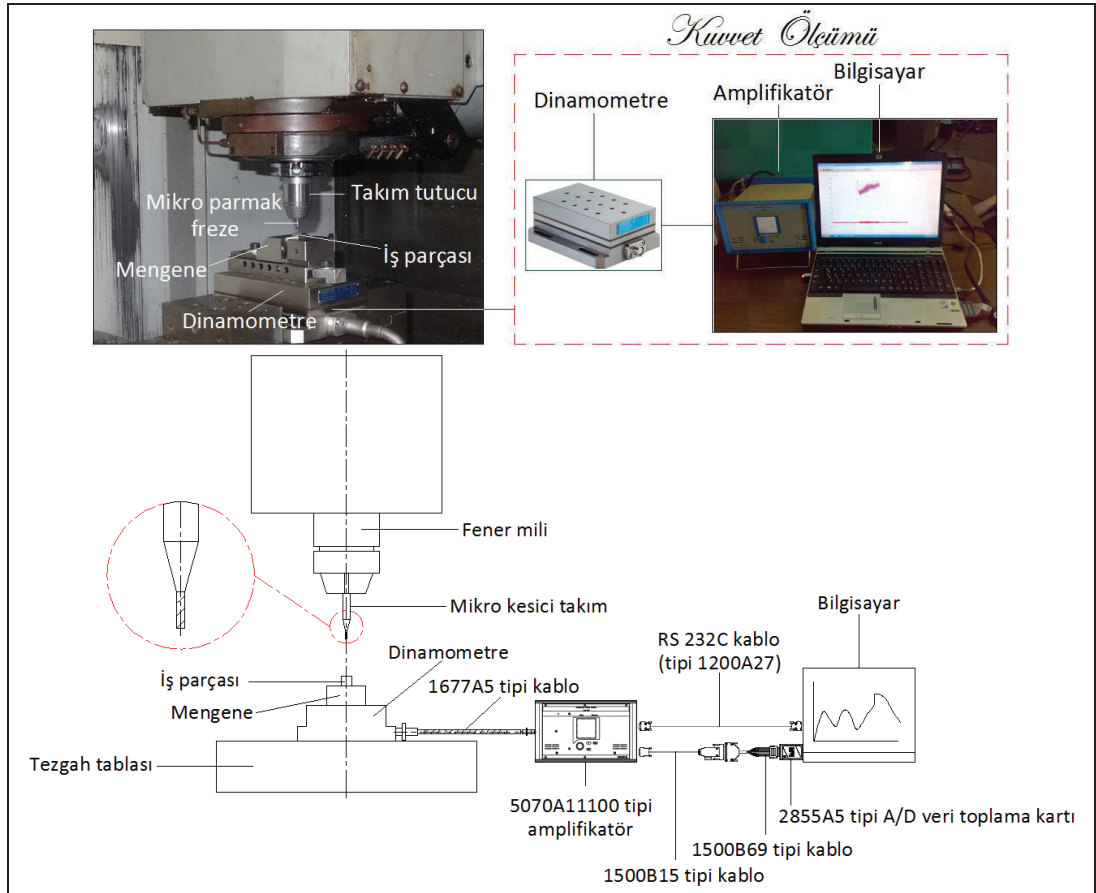 Kuvvet Ölçümü
Bilgisayar
Amplifikatör
Dinamometre
Takım tutucu
Mikro parmak
freze
İş parçası
Mengene
Dinamometre
Fener mili
Mikro kesici takım
Bilgisayar
RS 232C kablo
(tipi 1200A27)
Dinamometre
İş parçası
1677A5 tipi kablo
Mengene
Tezgah tablası
5070A11100 tipi
amplifikatör
2855A5 tipi A/D veri toplama kartı
1500B69 tipi kablo
1500B15 tipi kablo